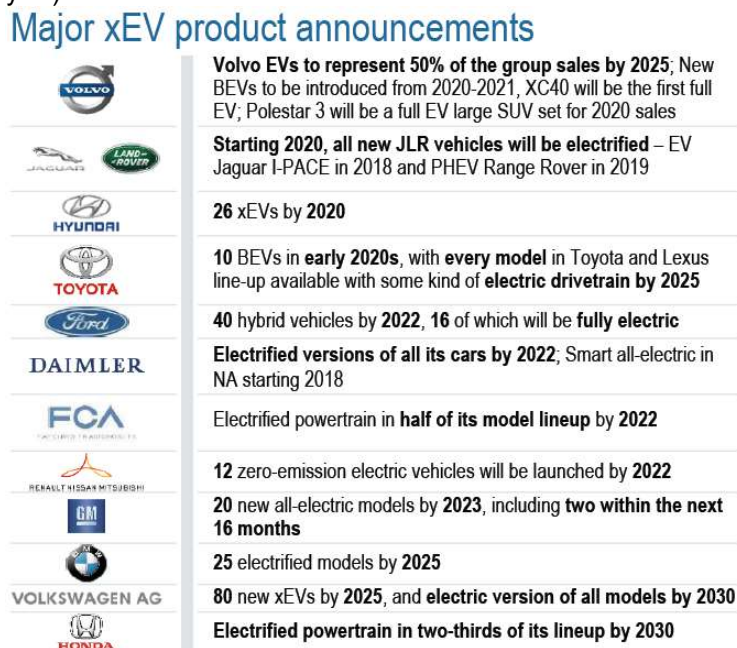 Major xEV product announcements
VOLVO
Volvo EVs to represent 50% of the group sales by 2025; New
BEVs to be introduced from 2020-2021, XC40 will be the first full
EV; Polestar 3 will be a full EV large SUV set for 2020 sales
JAGUAR
LAND-
ROVER
Starting 2020, all new JLR vehicles will be electrified – EV
Jaguar I-PACE in 2018 and PHEV Range Rover in 2019
HYUNDAI
26 xEVs by 2020
TOYOTA
10 BEVs in early 2020s, with every model in Toyota and Lexus
line-up available with some kind of electric drivetrain by 2025
Ford
40 hybrid vehicles by 2022, 16 of which will be fully electric
DAIMLER
Electrified versions of all its cars by 2022; Smart all-electric in
NA starting 2018
FCA
Electrified powertrain in half of its model lineup by 2022
RENAULT NISSAN MITSUBISHI
12 zero-emission electric vehicles will be launched by 2022
GM
20 new all-electric models by 2023, including two within the next
16 months
BMW
25 electrified models by 2025
VOLKSWAGEN AG
80 new xEVs by 2025, and electric version of all models by 2030
HONDA
Electrified powertrain in two-thirds of its lineup by 2030